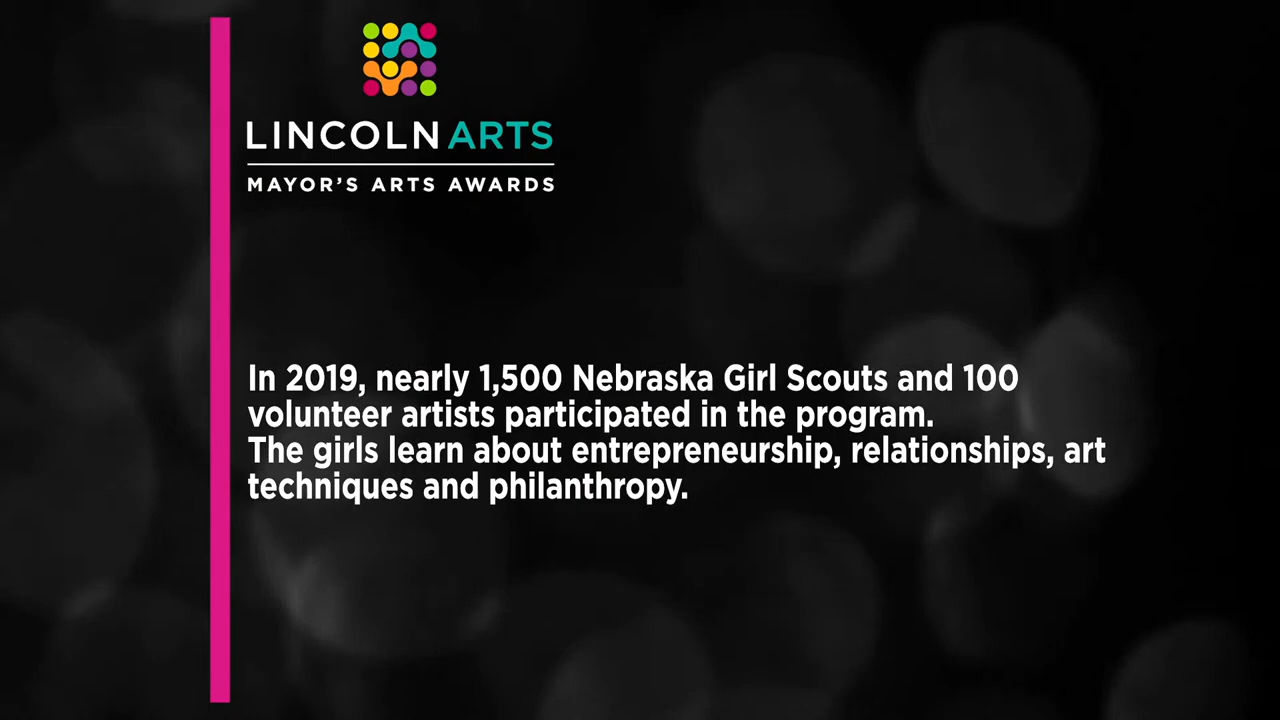 LINCOLN ARTS
MAYOR'S ARTS AWARDS
In 2019, nearly 1,500 Nebraska Girl Scouts and 100
volunteer artists participated in the program.
The girls learn about entrepreneurship, relationships, art
techniques and philanthropy.